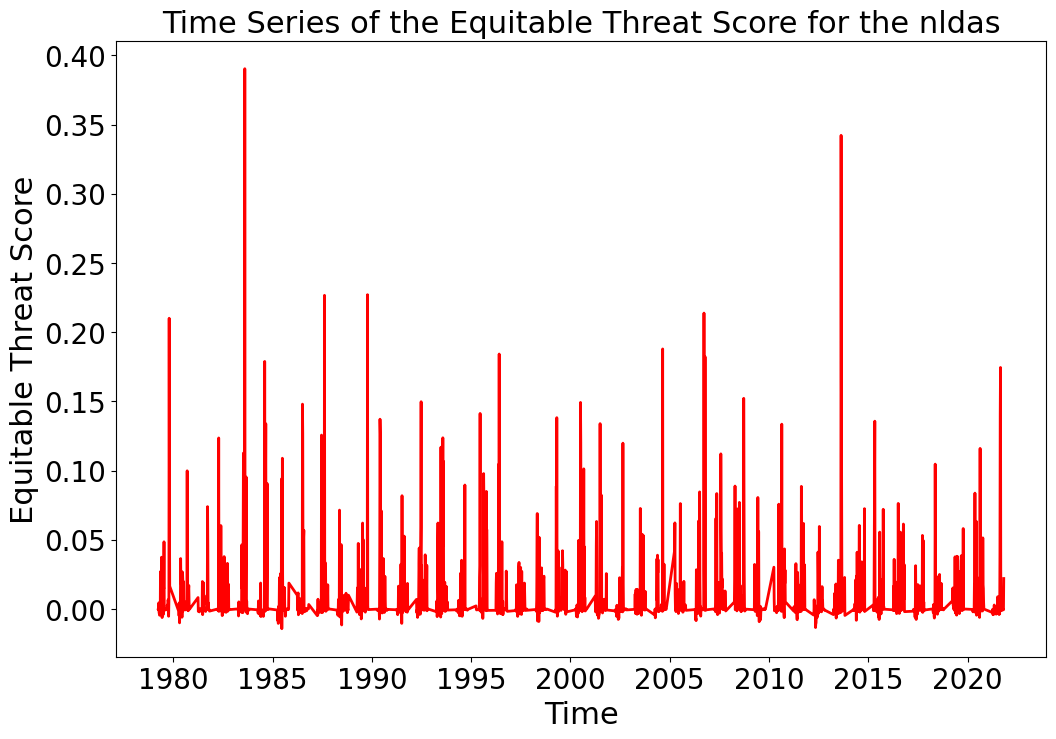 Time Series of the Equitable Threat Score for the nldas
0.40
0.35
0.30
0.25
0.20
0.15
0.10
0.05
0.00
Equitable Threat Score
1980 1985 1990 1995 2000 2005 2010 2015 2020
Time